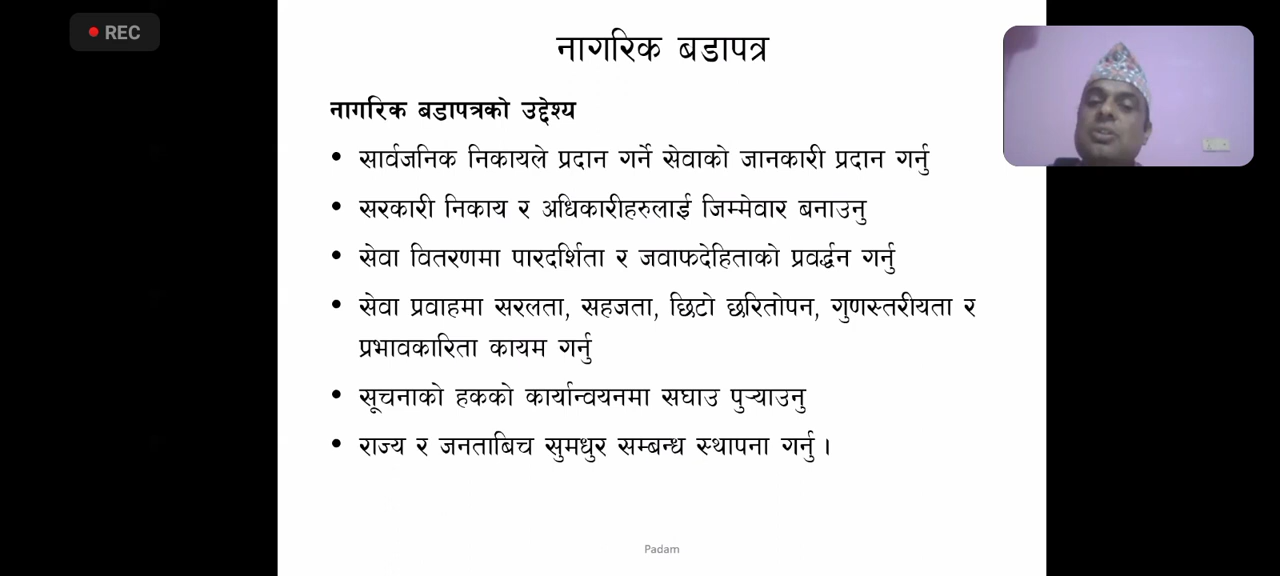 REC
नागरिक बडापत्र
नागरिक बडापत्रको उद्देश्य
• सार्वजनिक निकायले प्रदान गर्ने सेवाको जानकारी प्रदान गर्नु
• सरकारी निकाय र अधिकारीहरुलाई जिम्मेवार बनाउनु
• सेवा वितरणमा पारदर्शिता र जवाफदेहिताको प्रवर्द्धन गर्नु
• सेवा प्रवाहमा सरलता, सहजता, छिटो छरितोपन, गुणस्तरीयता र
प्रभावकारिता कायम गर्नु
• सूचनाको हकको कार्यान्वयनमा सघाउ पुऱ्याउनु
• राज्य र जनताबिच सुमधुर सम्बन्ध स्थापना गर्नु ।
Padam